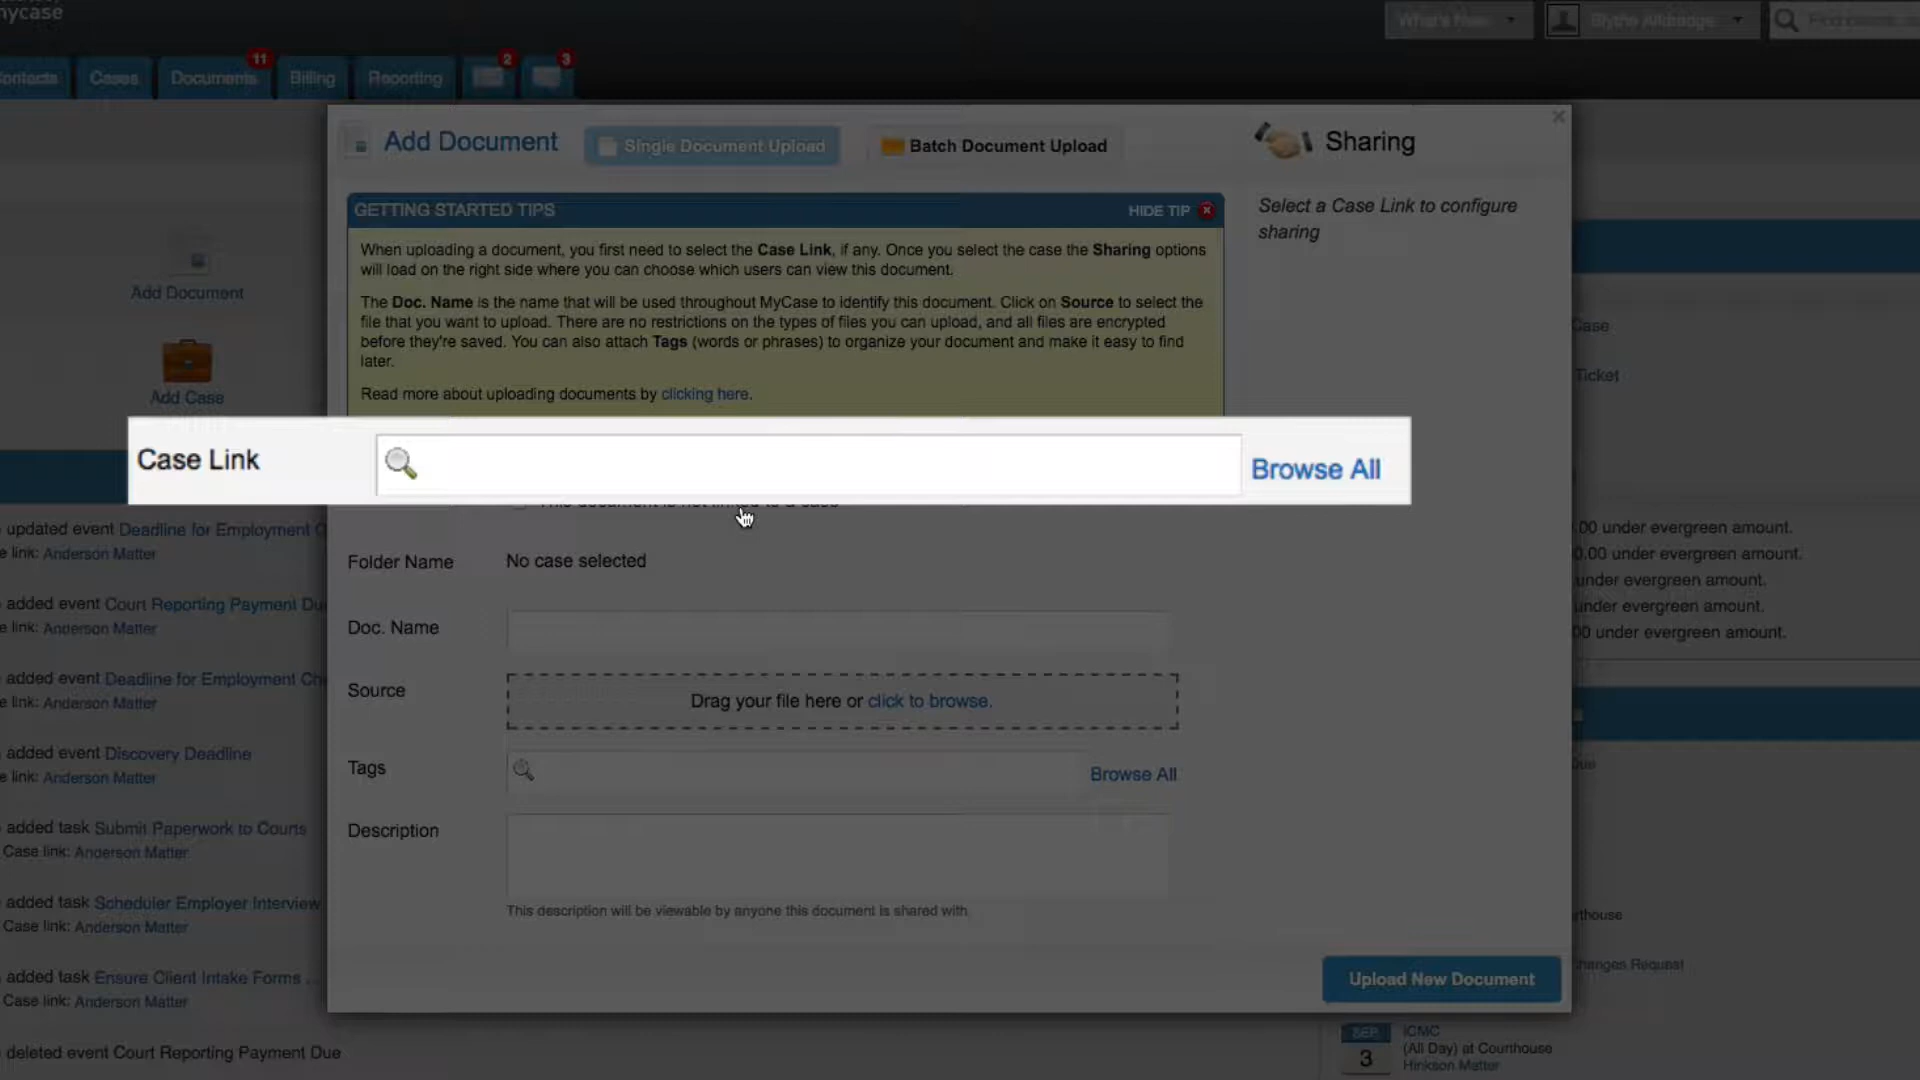 mycase
What's New
Blythe Alldredge
Contacts
Cases
Documents
11
Billing
Reporting
2
3
Add Document
Single Document Upload
Batch Document Upload
Sharing
GETTING STARTED TIPS
HIDE TIP
Select a Case Link to configure
sharing
When uploading a document, you first need to select the Case Link, if any. Once you select the case the Sharing options
will load on the right side where you can choose which users can view this document.
The Doc. Name is the name that will be used throughout MyCase to identify this document. Click on Source to select the
file that you want to upload. There are no restrictions on the types of files you can upload, and all files are encrypted
before they're saved. You can also attach Tags (words or phrases) to organize your document and make it easy to find
later.
Read more about uploading documents by clicking here.
Add Document
Add Case
Case
Ticket
Case Link
Browse All
This document is not linked to a case
Folder Name
No case selected
Doc. Name
Source
Drag your file here or click to browse.
Tags
Browse All
Description
This description will be viewable by anyone this document is shared with.
Upload New Document
updated event Deadline for Employment C
e link: Anderson Matter
added event Court Reporting Payment Du
e link: Anderson Matter
added event Deadline for Employment Ch
e link: Anderson Matter
added event Discovery Deadline
e link: Anderson Matter
added task Submit Paperwork to Courts
Case link: Anderson Matter
added task Scheduler Employer Interview
Case link: Anderson Matter
added task Ensure Client Intake Forms ...
Case link: Anderson Matter
deleted event Court Reporting Payment Due
.00 under evergreen amount.
0.00 under evergreen amount.
under evergreen amount.
under evergreen amount.
00 under evergreen amount.
Due
rthouse
hanges Request
SEP
3
ICMC
(All Day) at Courthouse
Hinkson Matter